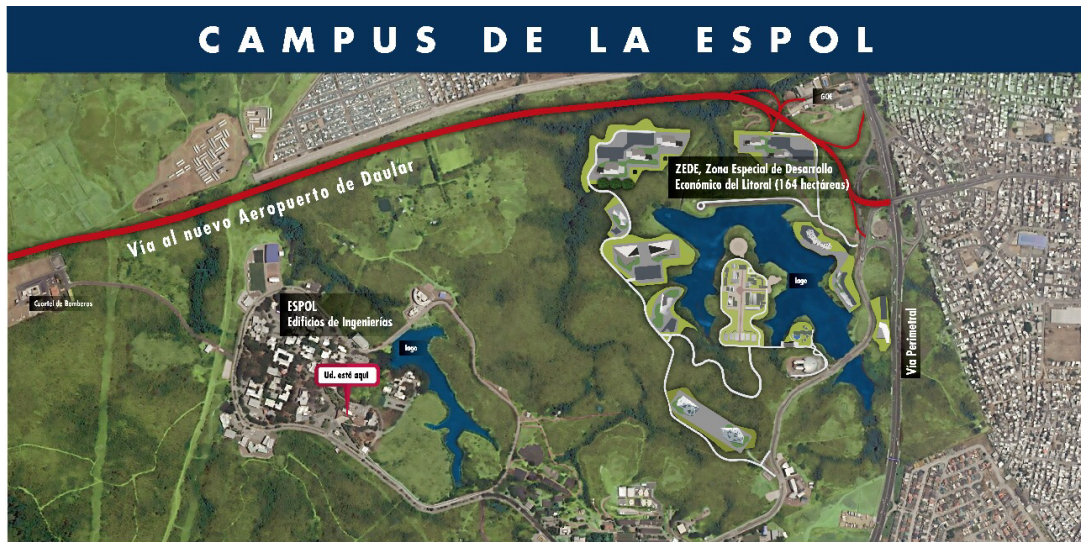 CAMPUS DE LA ESPOL
GOE
ZEDE, Zona Especial de Desarrollo
Económico del Litoral (164 hectáreas)
Vía al nuevo Aeropuerto de Daular
Cuartel de Bomberos
ESPOL
Edificios de Ingenierías
lago
lago
Ud. está aquí
Vía Perimetral